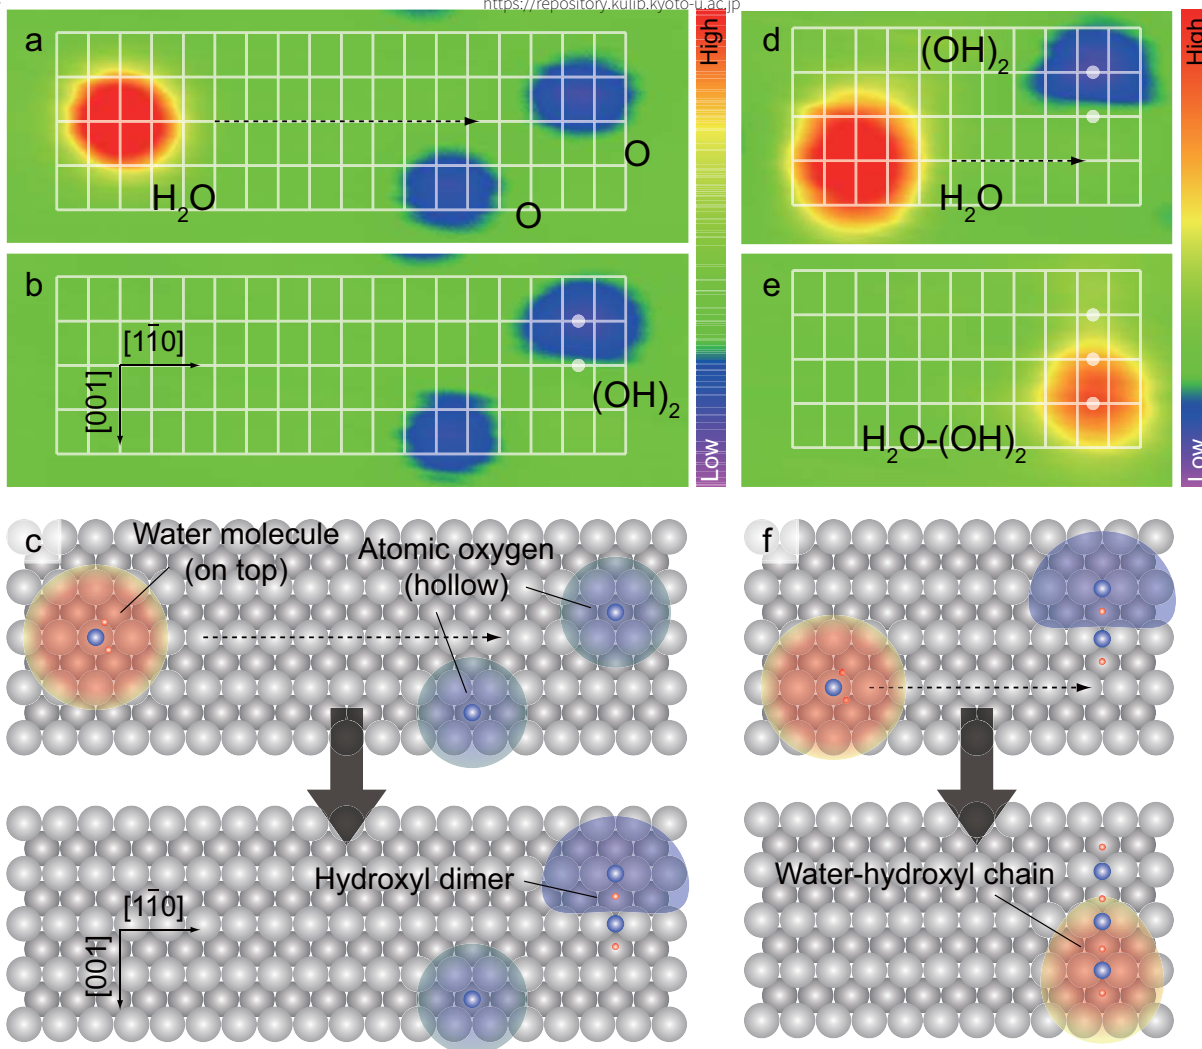 https://repository.kulib.kyoto-u.ac.jp
a
H₂O
O
O
High
Low
b
[11̅0]
[001]
(OH)₂
d
(OH)₂
H₂O
High
Low
e
H₂O-(OH)₂
c
Water molecule
(on top)
Atomic oxygen
(hollow)
Hydroxyl dimer
[11̅0]
[001]
f
Water-hydroxyl chain